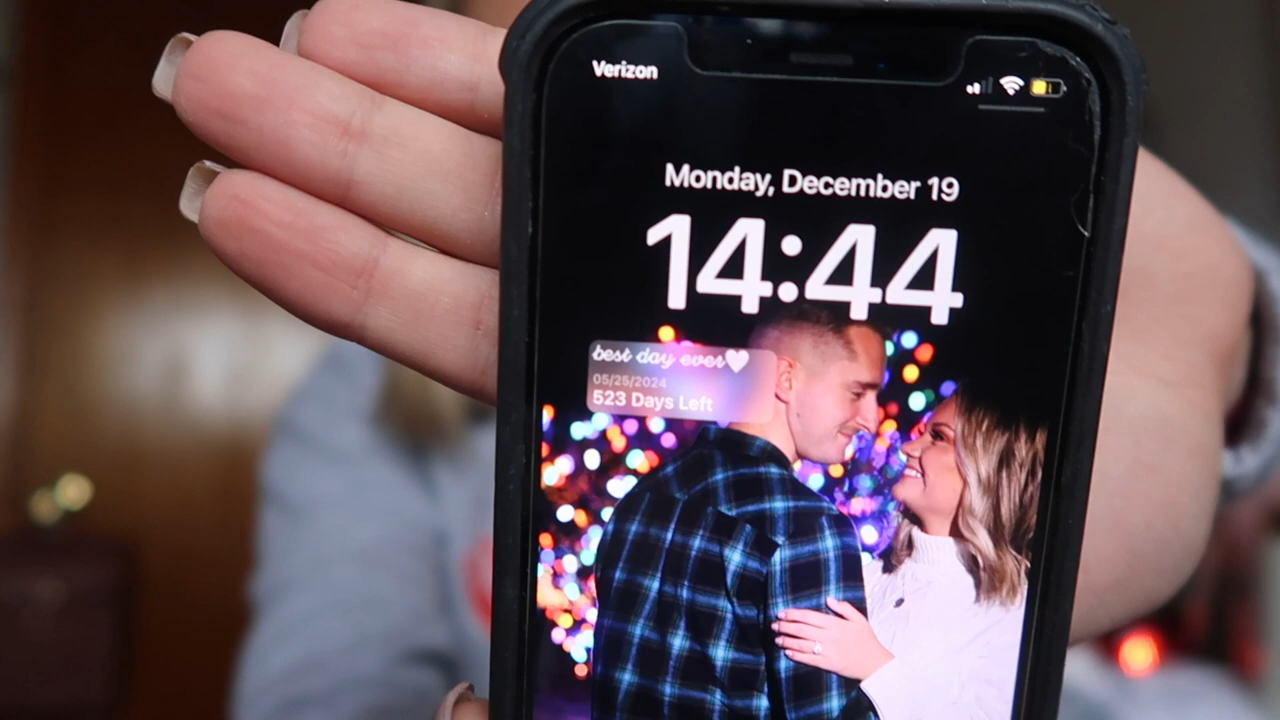 Verizon
Monday, December 19
14:44
best day ever🤍
05/25/2024
523 Days Left